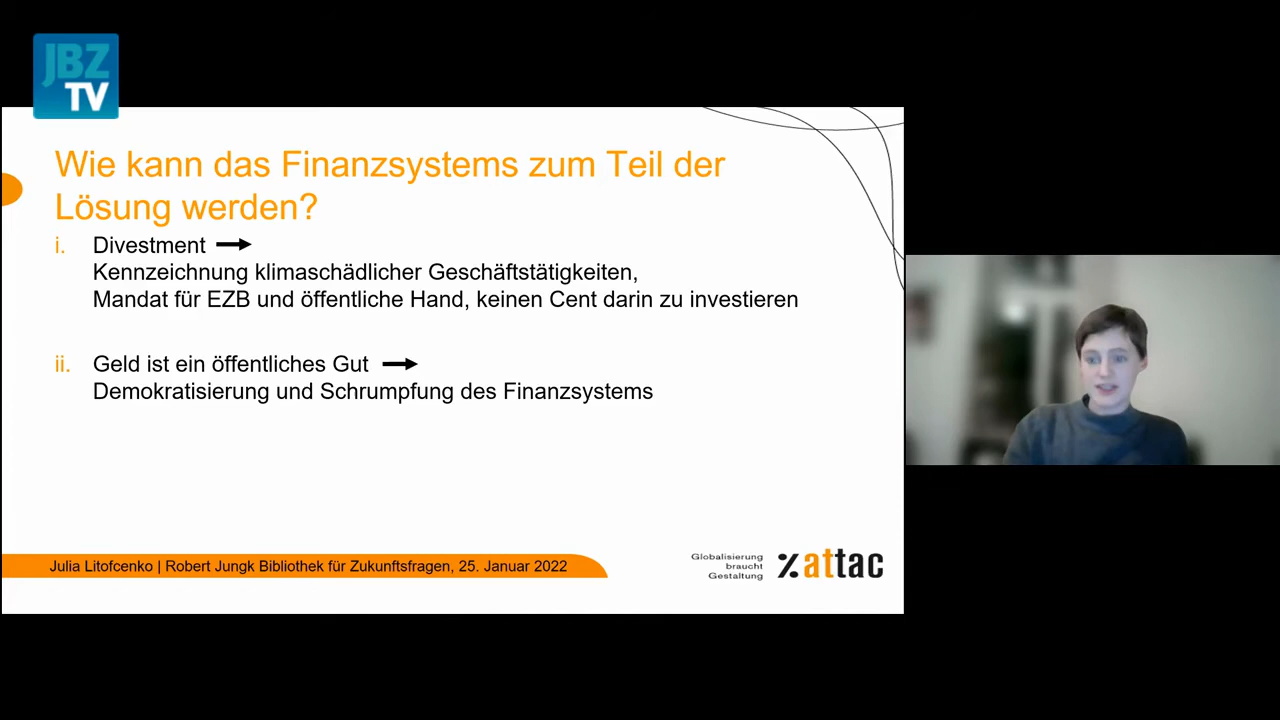 JBZ
TV
Wie kann das Finanzsystems zum Teil der
Lösung werden?
i. Divestment →
Kennzeichnung klimaschädlicher Geschäftstätigkeiten,
Mandat für EZB und öffentliche Hand, keinen Cent darin zu investieren
ii. Geld ist ein öffentliches Gut →
Demokratisierung und Schrumpfung des Finanzsystems
Julia Litofcenko | Robert Jungk Bibliothek für Zukunftsfragen, 25. Januar 2022
Globalisierung
braucht
Gestaltung
attac